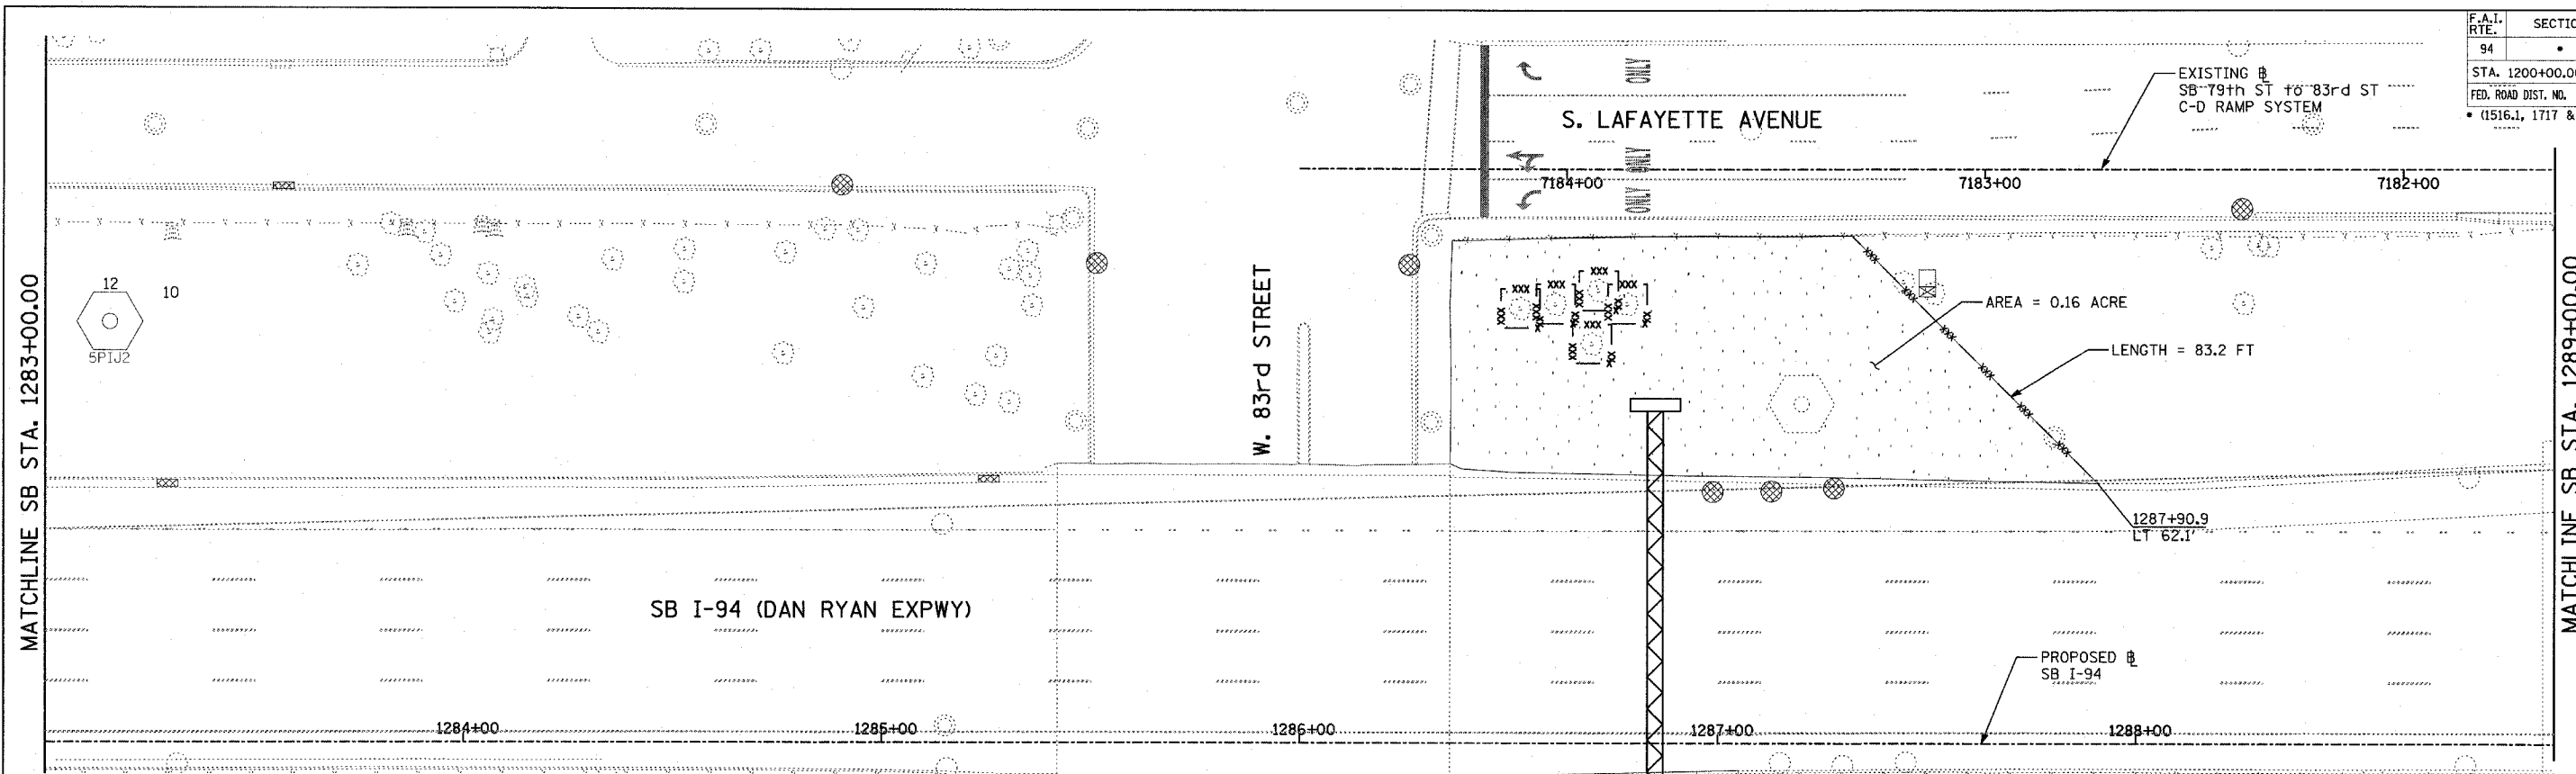 F.A.I.
RTE.
SECTIO
94
•
STA. 1200+00.00
FED. ROAD DIST. NO.
• (1516.1, 1717 &
EXISTING
SB 79th ST to 83rd ST
C-D RAMP SYSTEM
ONLY
S. LAFAYETTE AVENUE
ONLY ONLY
7184+00
7183+00
7182+00
MATCHLINE SB STA. 1283+00.00
12
10
5PIJ2
W. 83rd STREET
AREA = 0.16 ACRE
LENGTH = 83.2 FT
1287+90.9
LT 62.1'
MATCHLINE SB STA. 1289+00.00
SB I-94 (DAN RYAN EXPWY)
PROPOSED
SB I-94
1284+00
1285+00
1286+00
1287+00
1288+00